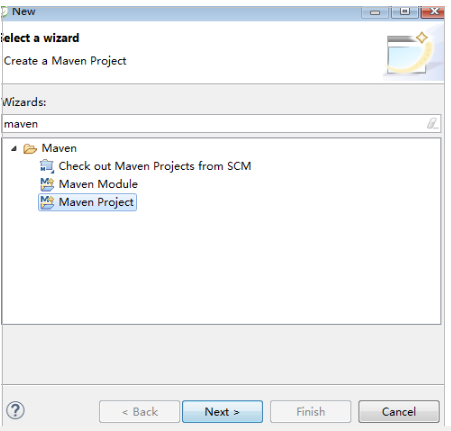 New
Select a wizard
Create a Maven Project
Wizards:
maven
Maven
Check out Maven Projects from SCM
Maven Module
Maven Project
< Back
Next >
Finish
Cancel